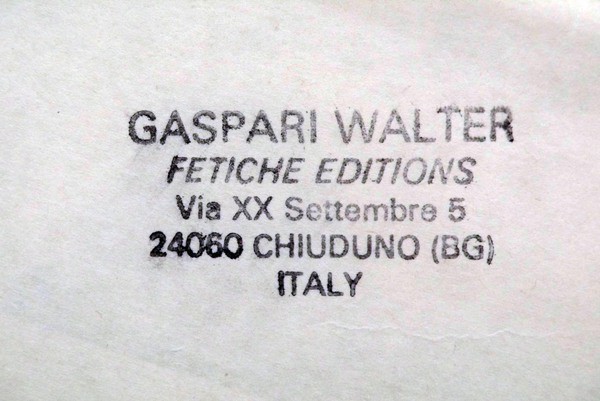 GASPARI WALTER
FETICHE EDITIONS
Via XX Settembre 5
24060 CHIUDUNO (BG)
ITALY